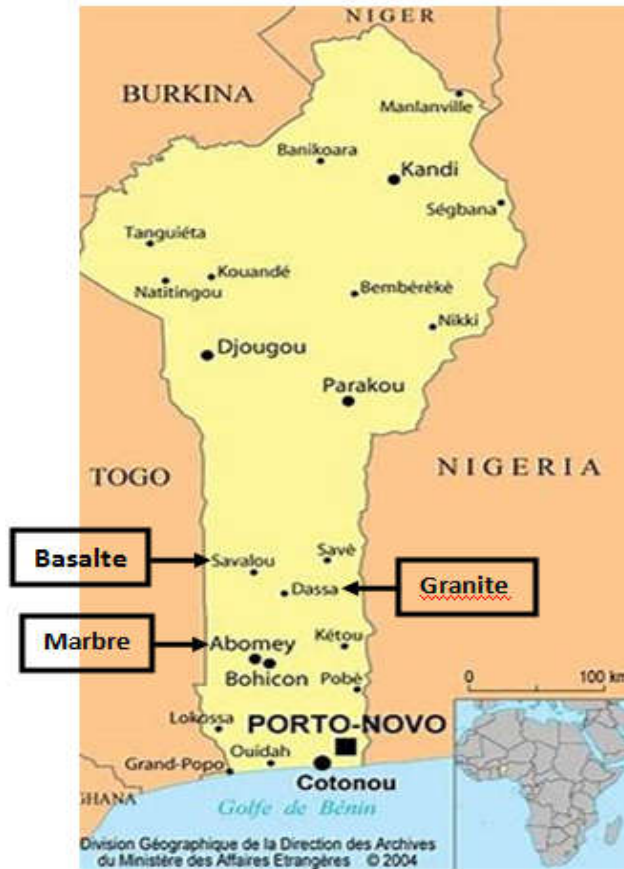 NIGER
BURKINA
Manlanville
Banikoara
Kandi
Ségbana
Tanguiéta
Kouandé
Natitingou
Bembèrèkè
Nikki
Djougou
Parakou
TOGO
NIGERIA
Basalte
Savalou
Savè
Dassa
Granite
Marbre
Abomey
Kétou
Bohicon
Pobè
0 100 km
Lokossa
PORTO-NOVO
Ouidah
Grand-Popo
Cotonou
GHANA
Golfe de Bénin
Division Géographique de la Direction des Archives
du Ministère des Affaires Etrangères © 2004